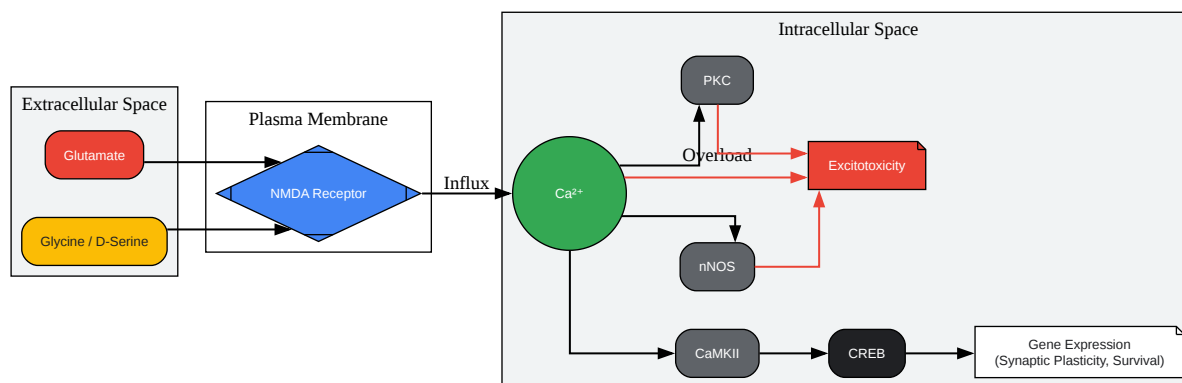 Extracellular Space
Glutamate
Glycine / D-Serine
Plasma Membrane
NMDA Receptor
Influx
Intracellular Space
Ca²⁺
PKC
Overload
Excitotoxicity
nNOS
CaMKII
CREB
Gene Expression
(Synaptic Plasticity, Survival)